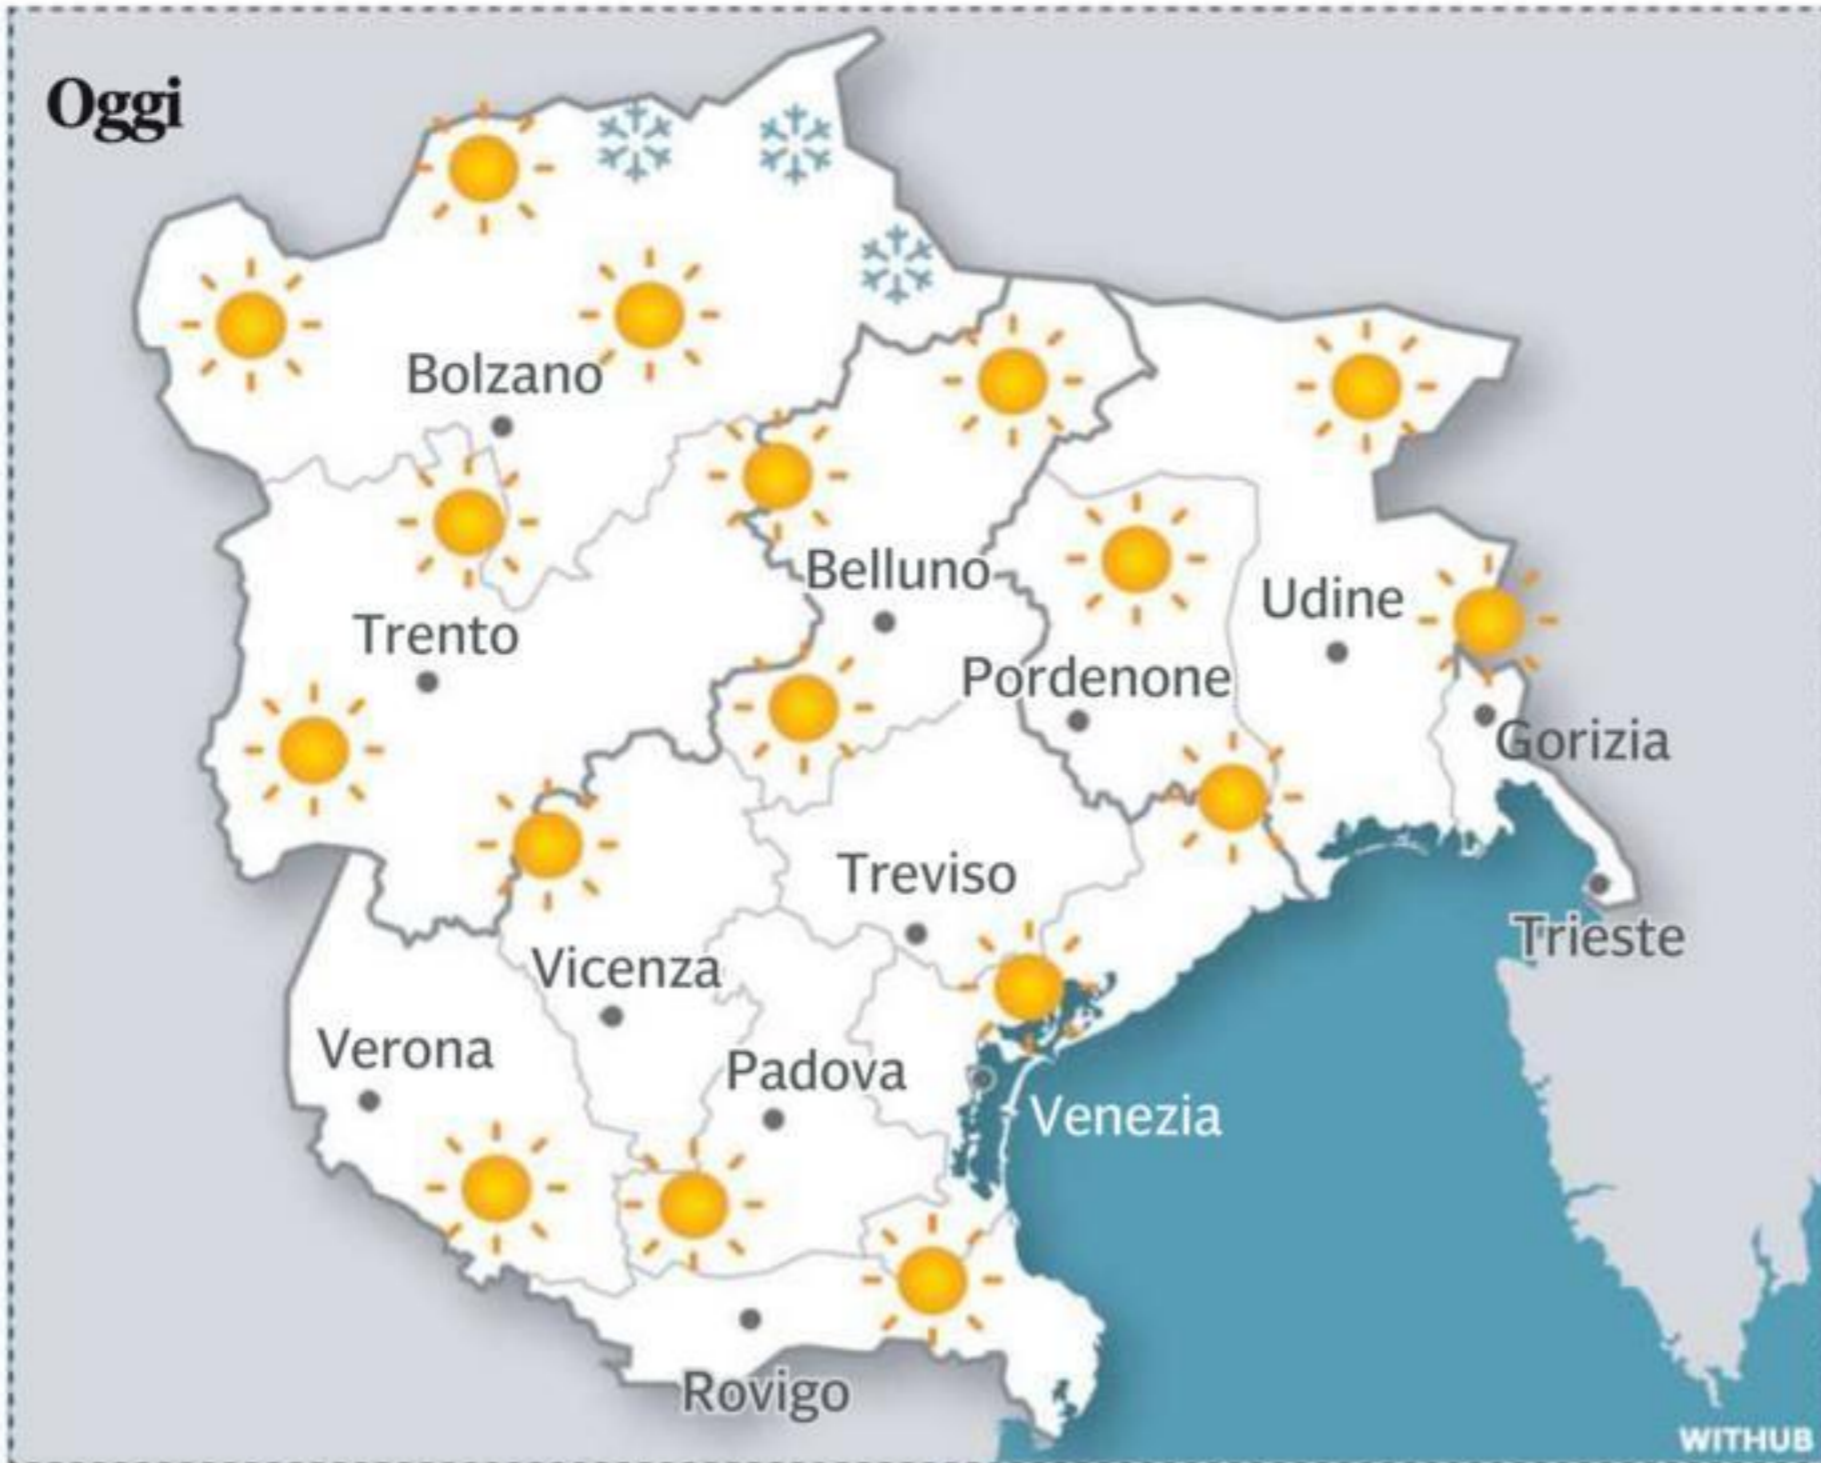 Oggi
Bolzano
Belluno
Udine
Trento
Pordenone
Gorizia
Treviso
Trieste
Vicenza
Verona
Padova
Venezia
Rovigo
WITHUB